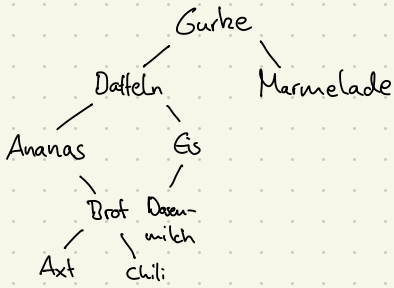 Gurke
Datteln
Marmelade
Ananas
Eis
Brot
Dosen-
milch
Axt
Chili